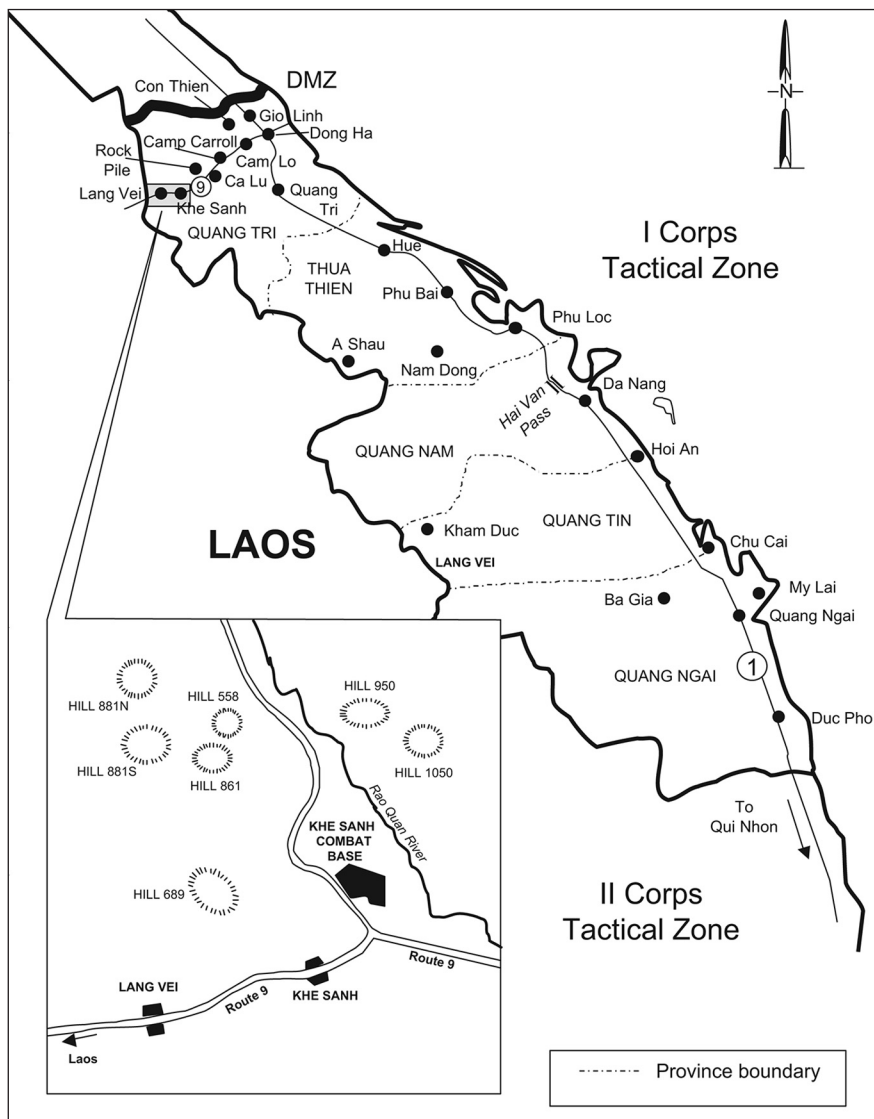 DMZ
Con Thien
Gio Linh
Dong Ha
Camp Carroll
Cam Lo
Rock
Pile
Ca Lu
9
Lang Vei
Khe Sanh
Quang
Tri
QUANG TRI
Hue
THUA
THIEN
Phu Bai
Phu Loc
A Shau
Nam Dong
Hai Van
Pass
Da Nang
N
I Corps
Tactical Zone
QUANG NAM
Hoi An
LAOS
Kham Duc
QUANG TIN
LANG VEI
Chu Cai
Ba Gia
My Lai
Quang Ngai
QUANG NGAI
1
Duc Pho
To
Qui Nhon
II Corps
Tactical Zone
HILL 881N
HILL 558
HILL 950
HILL 881S
HILL 861
HILL 1050
Rao Quan River
KHE SANH
COMBAT
BASE
HILL 689
Route 9
LANG VEI
Route 9
KHE SANH
Laos
Province boundary